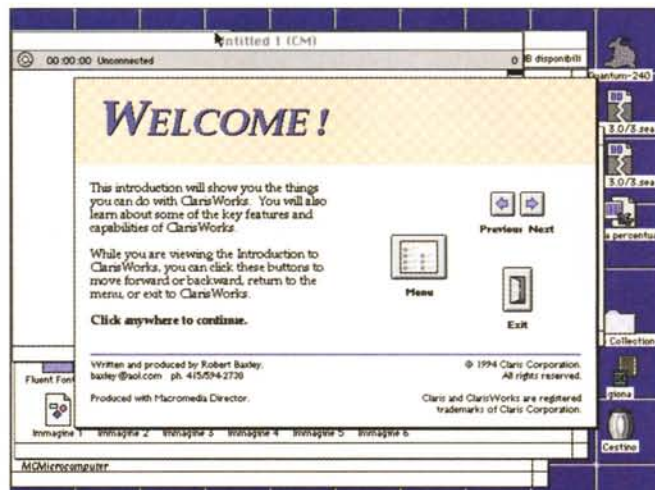 Untitled 1 (CM)
00:00:00 Unconnected
0
B disponibili
Quantum-240
3.0/3.sea
3.0/3.sea
a percentua
WELCOME!
This introduction will show you the things
you can do with ClarisWorks. You will also
learn about some of the key features and
capabilities of ClarisWorks.
While you are viewing the Introduction to
ClarisWorks, you can click these buttons to
move forward or backward, return to the
menu, or exit to ClarisWorks.
Click anywhere to continue.
Previous Next
Menu
Exit
Written and produced by Robert Baxley.
baxley@aol.com ph. 415/594-2738
Produced with Macromedia Director.
© 1994 Claris Corporation.
All rights reserved.
Claris and ClarisWorks are registered
trademarks of Claris Corporation.
Collection
giona
Cestino
Fluent Font
Immagine 1 Immagine 2 Immagine 3 Immagine 4 Immagine 5 Immagine 6
MCMicrocomputer